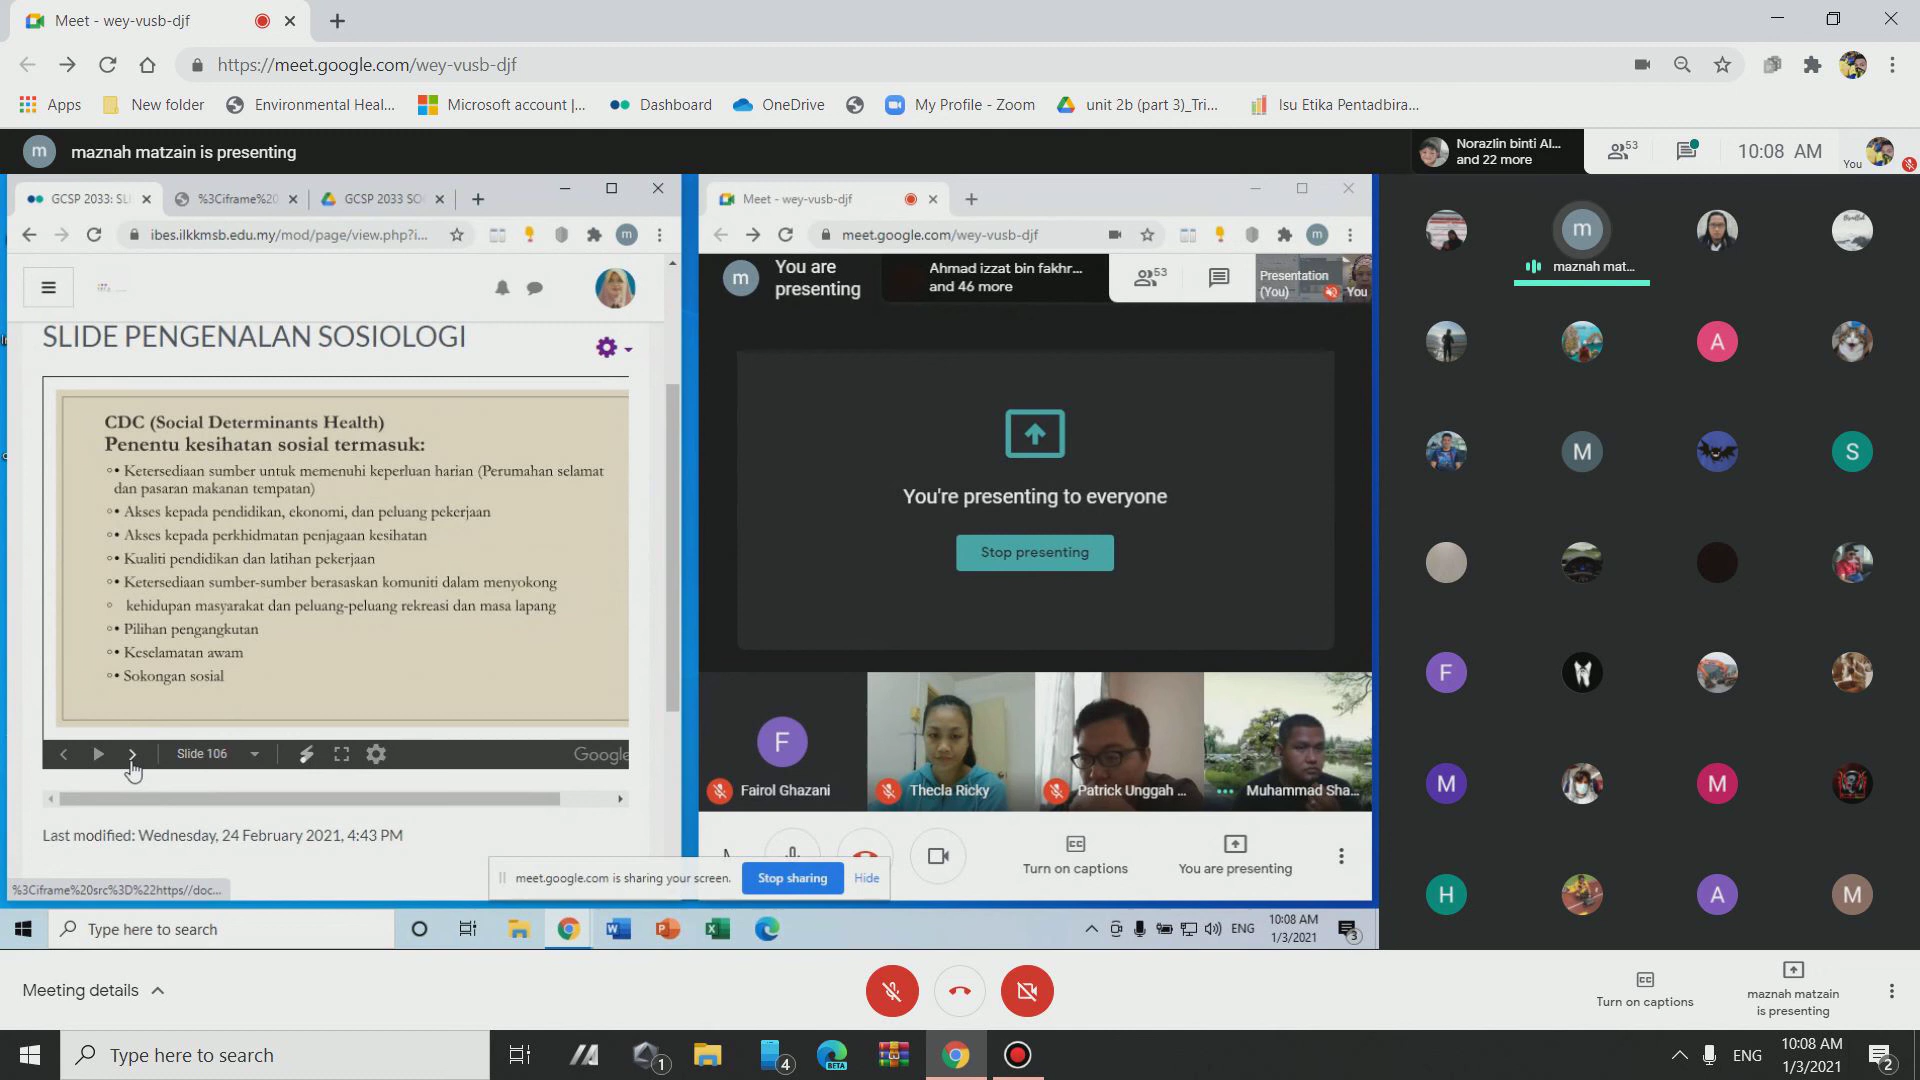 Meet - wey-vusb-djf
https://meet.google.com/wey-vusb-djf
Apps
New folder
Environmental Heal...
Microsoft account |...
Dashboard
OneDrive
My Profile - Zoom
unit 2b (part 3)_Tri...
Isu Etika Pentadbira...
m
maznah matzain is presenting
Norazlin binti Al...
and 22 more
53
10:08 AM
You
GCSP 2033: SLI
%3Ciframe%20
GCSP 2033 SO
ibes.ilkkmsb.edu.my/mod/page/view.php?i...
m
SLIDE PENGENALAN SOSIOLOGI
CDC (Social Determinants Health)
Penentu kesihatan sosial termasuk:
• Ketersediaan sumber untuk memenuhi keperluan harian (Perumahan selamat
dan pasaran makanan tempatan)
• Akses kepada pendidikan, ekonomi, dan peluang pekerjaan
• Akses kepada perkhidmatan penjagaan kesihatan
• Kualiti pendidikan dan latihan pekerjaan
• Ketersediaan sumber-sumber berasaskan komuniti dalam menyokong
kehidupan masyarakat dan peluang-peluang rekreasi dan masa lapang
• Pilihan pengangkutan
• Keselamatan awam
• Sokongan sosial
Slide 106
Google
Last modified: Wednesday, 24 February 2021, 4:43 PM
%3Ciframe%20src%3D%22https//doc...
meet.google.com is sharing your screen.
Stop sharing
Hide
Meet - wey-vusb-djf
meet.google.com/wey-vusb-djf
m
m
You are
presenting
Ahmad izzat bin fakhr...
and 46 more
53
Presentation
(You)
You
You're presenting to everyone
Stop presenting
F
Fairol Ghazani
Thecla Ricky
Patrick Unggah ...
Muhammad Sha...
Turn on captions
You are presenting
Type here to search
ENG
10:08 AM
1/3/2021
3
m
maznah mat...
A
M
S
F
M
M
H
A
M
Meeting details
Turn on captions
maznah matzain
is presenting
Type here to search
1
4
BETA
ENG
10:08 AM
1/3/2021
2